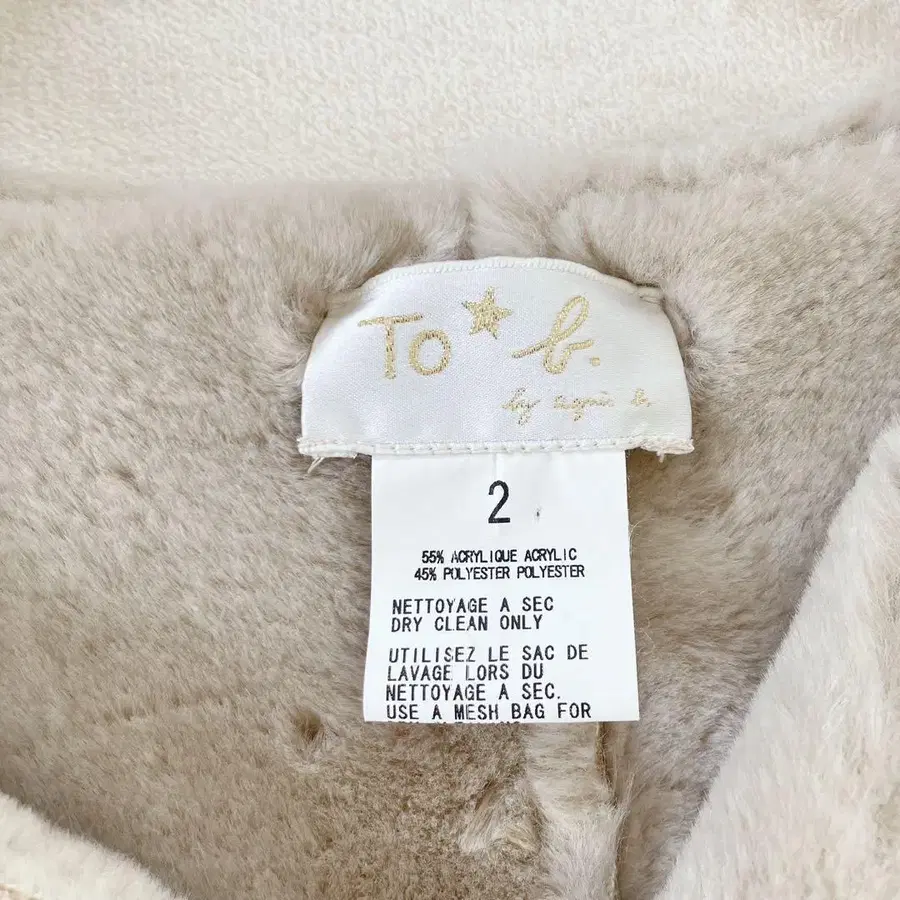 To★ b.
by agnès b.
2
55% ACRYLIQUE ACRYLIC
45% POLYESTER POLYESTER
NETTOYAGE A SEC
DRY CLEAN ONLY
UTILISEZ LE SAC DE
LAVAGE LORS DU
NETTOYAGE A SEC.
USE A MESH BAG FOR